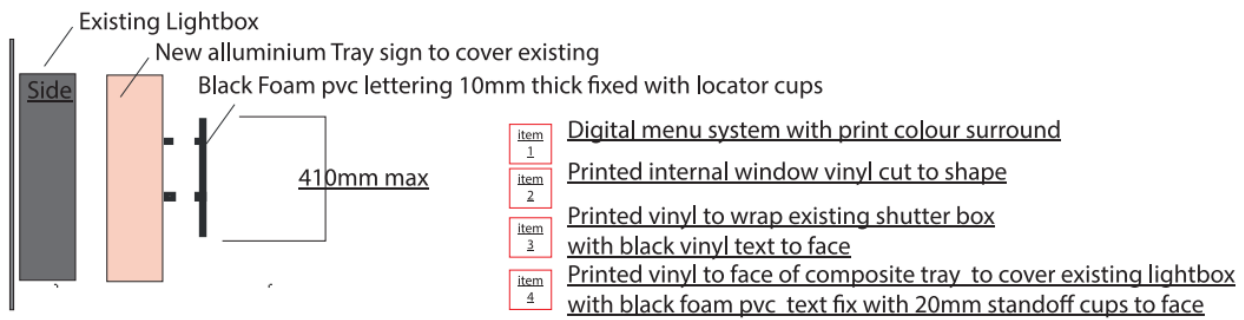 Existing Lightbox
New alluminium Tray sign to cover existing
Side
Black Foam pvc lettering 10mm thick fixed with locator cups
410mm max
item
1
Digital menu system with print colour surround
item
2
Printed internal window vinyl cut to shape
item
3
Printed vinyl to wrap existing shutter box
with black vinyl text to face
item
4
Printed vinyl to face of composite tray to cover existing lightbox
with black foam pvc text fix with 20mm standoff cups to face